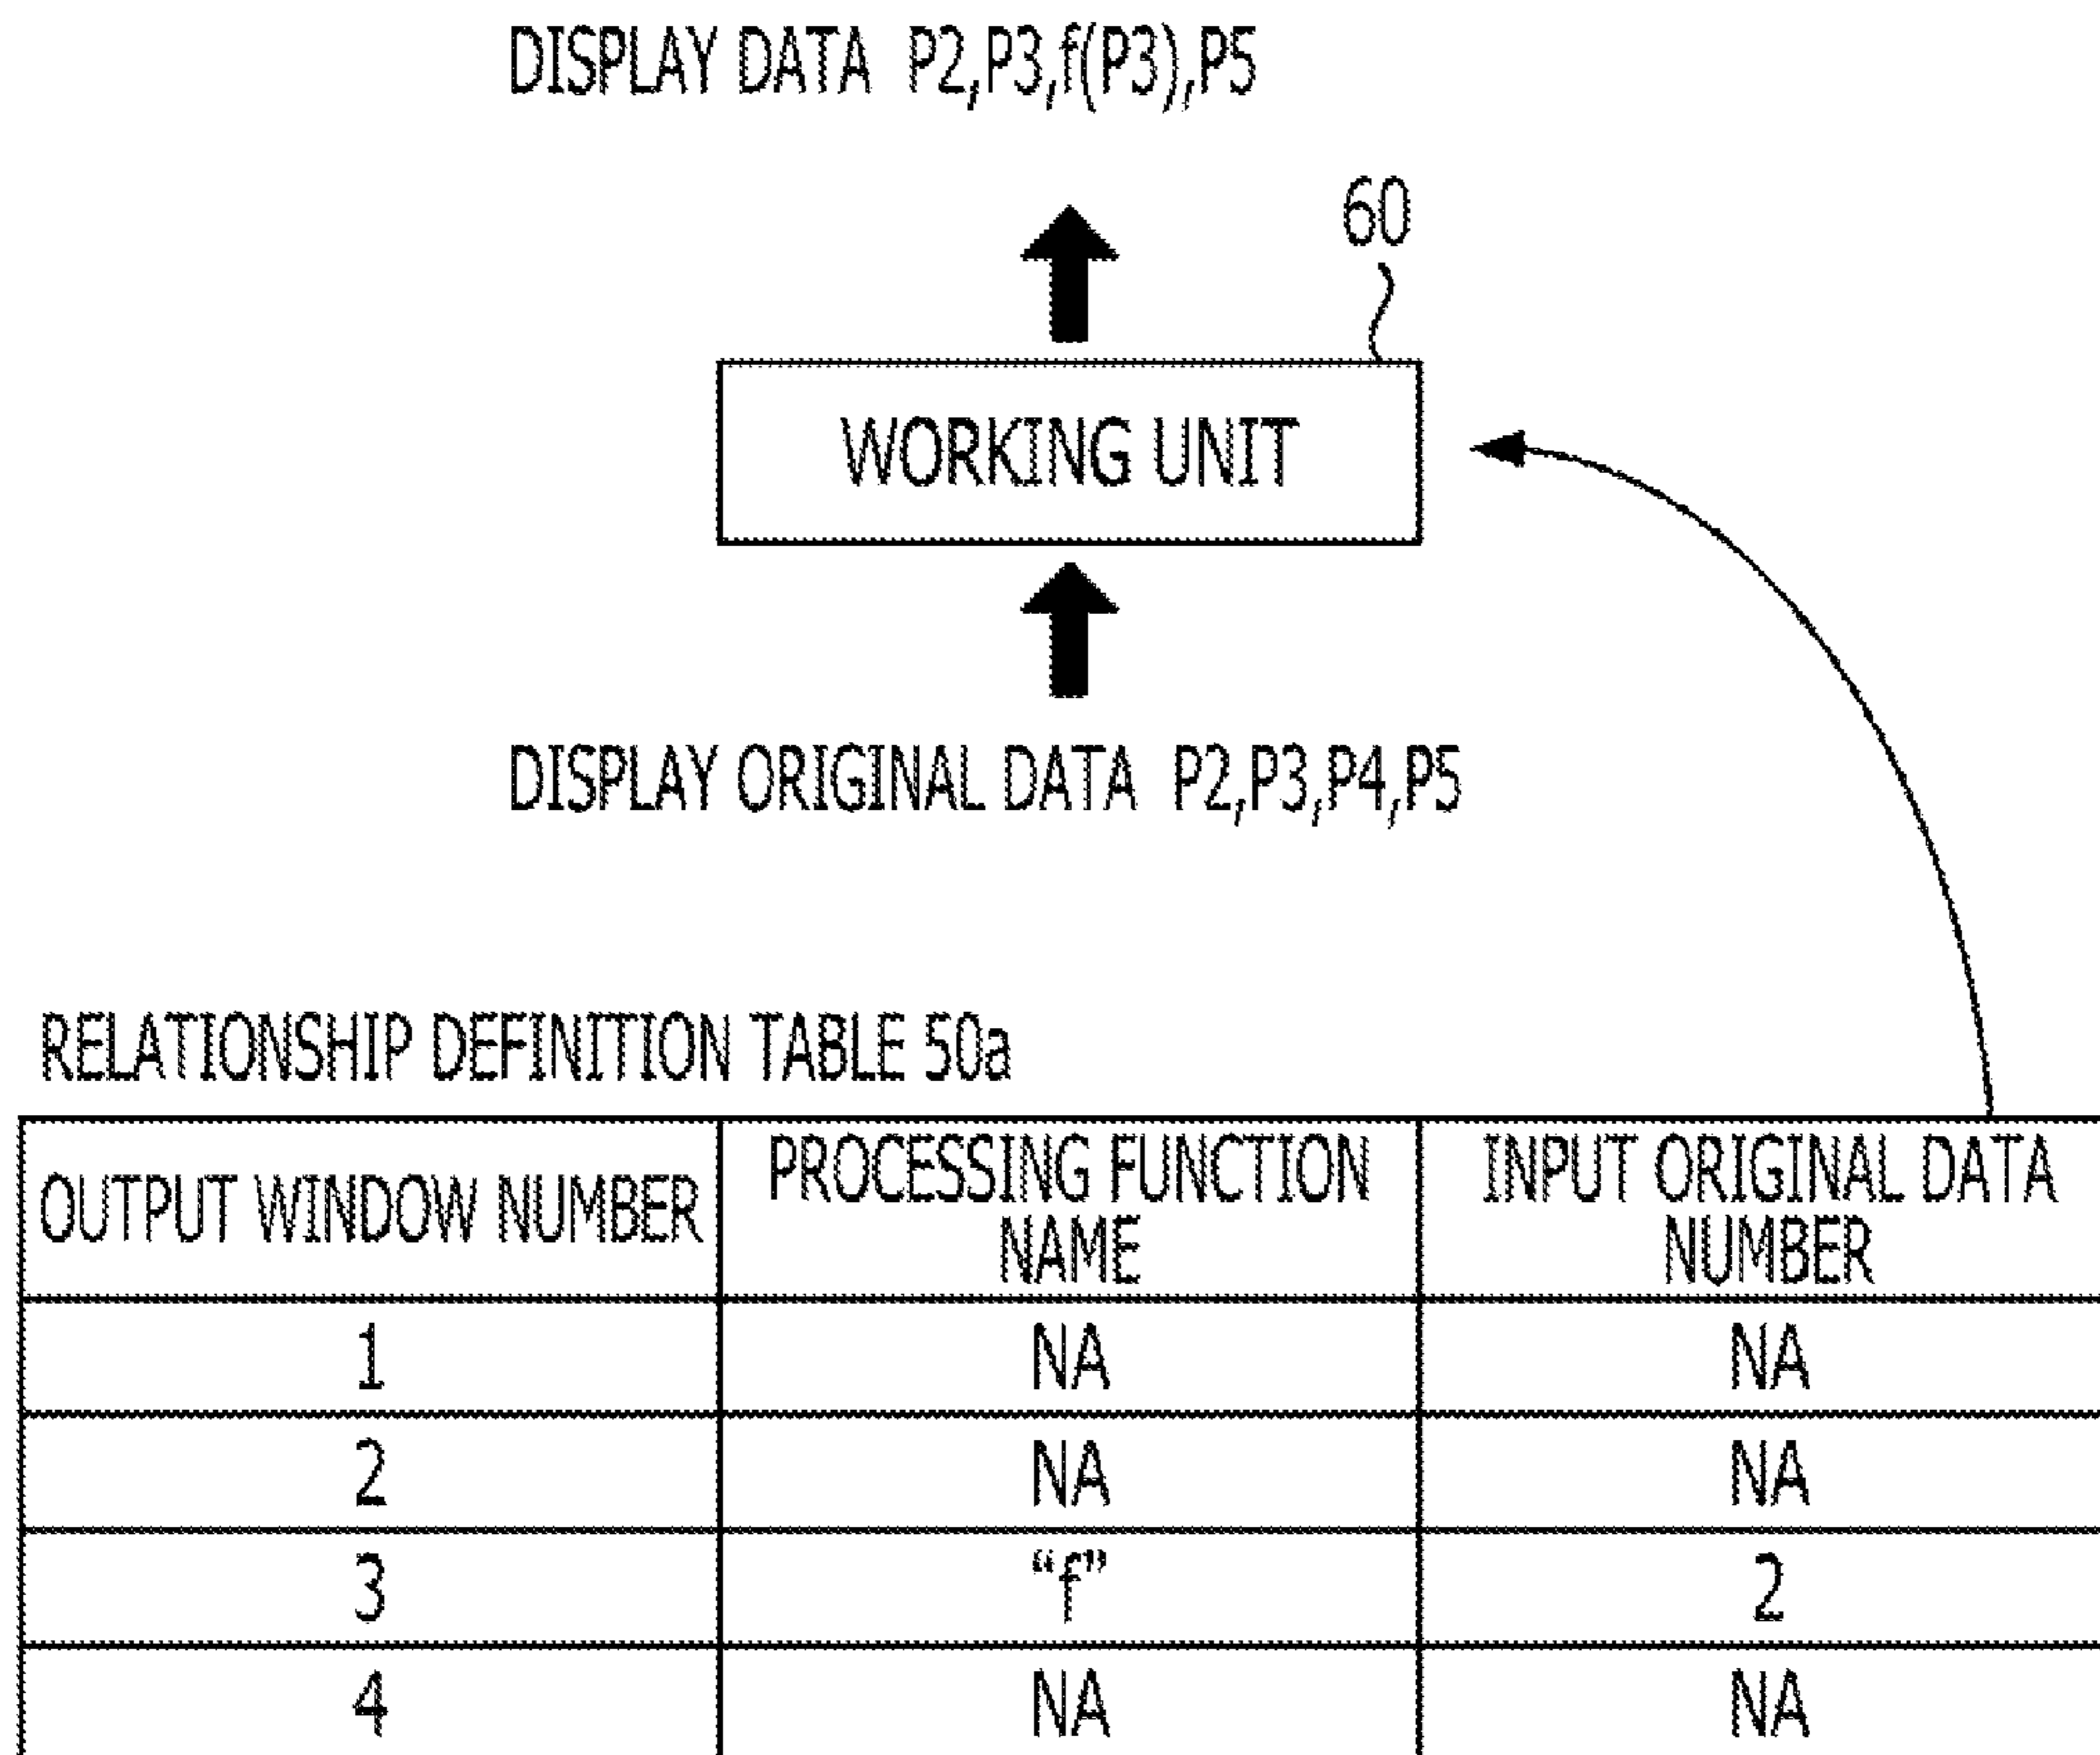 DISPLAY DATA P2,P3,f(P3),P5
60
WORKING UNIT
DISPLAY ORIGINAL DATA P2,P3,P4,P5
RELATIONSHIP DEFINITION TABLE 50a
OUTPUT WINDOW NUMBER
PROCESSING FUNCTION
NAME
INPUT ORIGINAL DATA
NUMBER
1
NA
NA
2
NA
NA
3
“f”
2
4
NA
NA